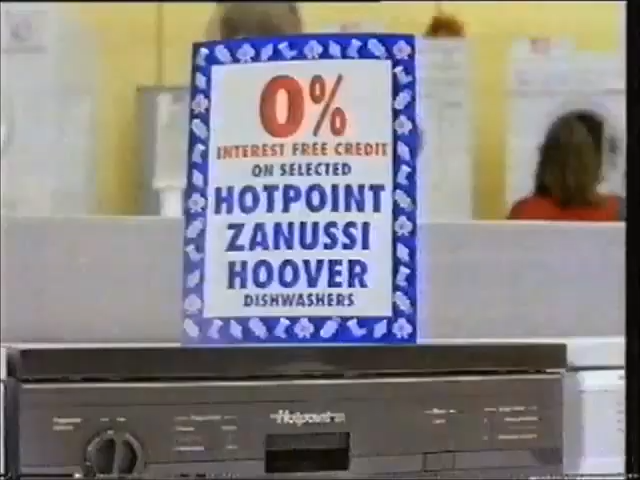 0%
INTEREST FREE CREDIT
ON SELECTED
HOTPOINT
ZANUSSI
HOOVER
DISHWASHERS
Hotpoint